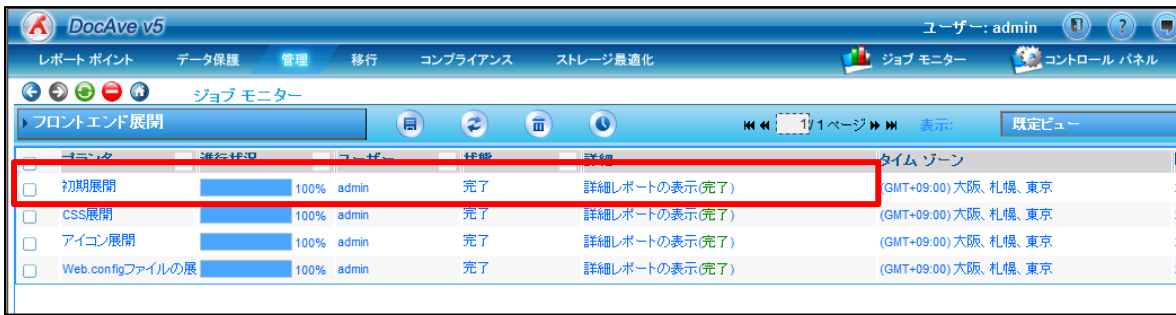 DocAve v5 ユーザー: admin
レポート ポイント データ保護 管理 移行 コンプライアンス ストレージ最適化 ジョブ モニター コントロール パネル
ジョブ モニター
フロントエンド展開 1/1ページ 表示: 既定ビュー
プラン名 進行状況 ユーザー 状態 詳細 タイム ゾーン
初期展開 100% admin 完了 詳細レポートの表示(完了) (GMT+09:00) 大阪、札幌、東京
CSS展開 100% admin 完了 詳細レポートの表示(完了) (GMT+09:00) 大阪、札幌、東京
アイコン展開 100% admin 完了 詳細レポートの表示(完了) (GMT+09:00) 大阪、札幌、東京
Web.configファイルの展 100% admin 完了 詳細レポートの表示(完了) (GMT+09:00) 大阪、札幌、東京